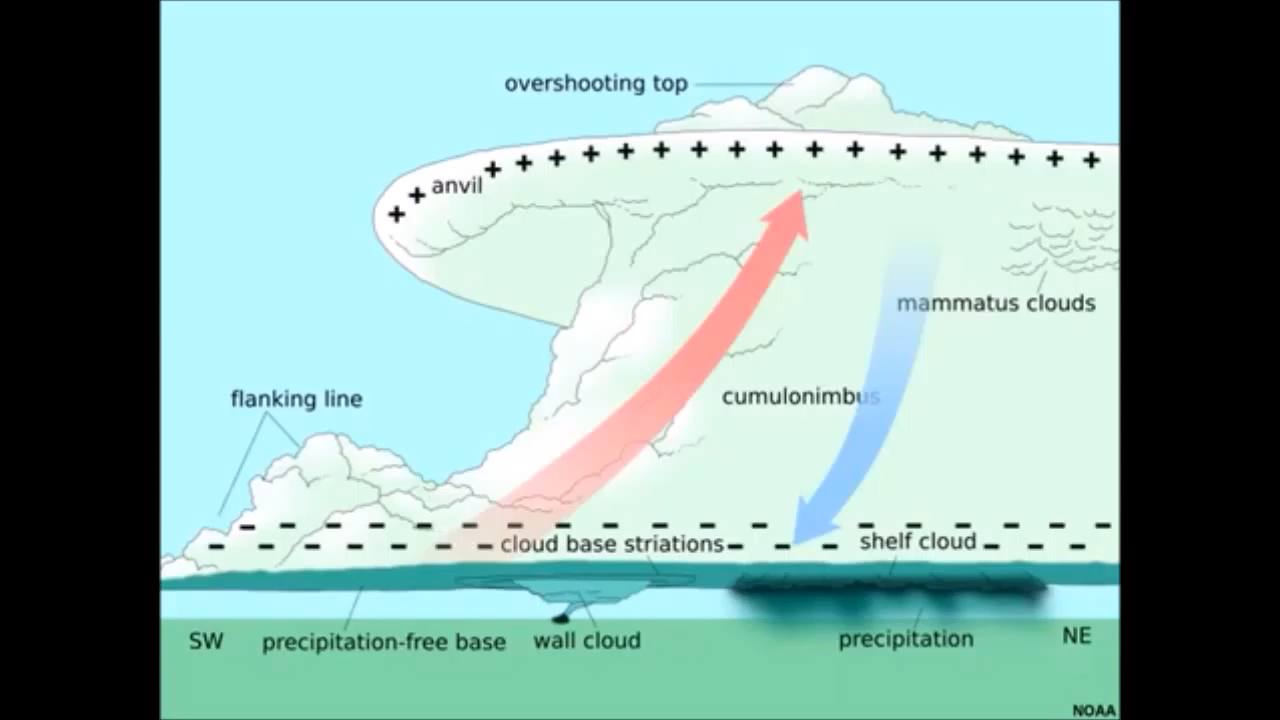 overshooting top
anvil
mammatus clouds
cumulonimbus
flanking line
cloud base striations
shelf cloud
SW
precipitation-free base
wall cloud
precipitation
NE
NOAA